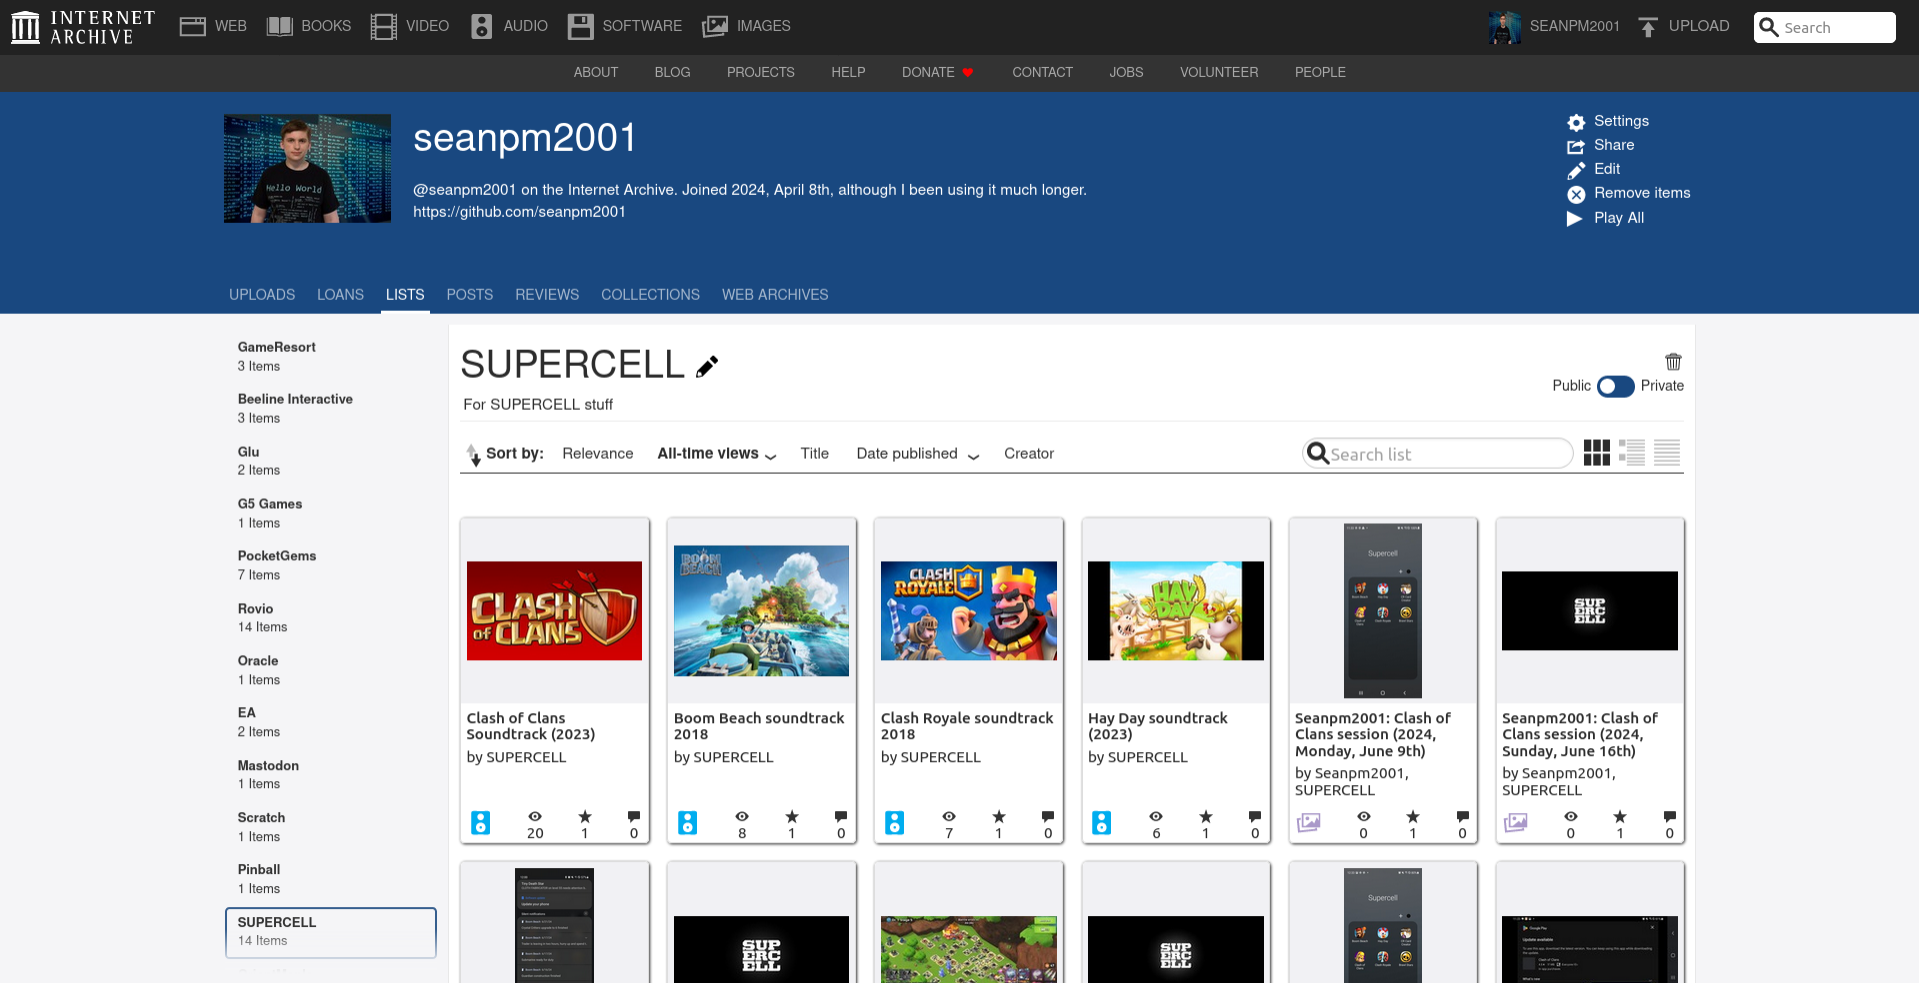 INTERNET ARCHIVE
WEB BOOKS VIDEO AUDIO SOFTWARE IMAGES SEANPM2001 UPLOAD Search
ABOUT BLOG PROJECTS HELP DONATE CONTACT JOBS VOLUNTEER PEOPLE
seanpm2001
@seanpm2001 on the Internet Archive. Joined 2024, April 8th, although I been using it much longer.
https://github.com/seanpm2001
Hello World
Settings
Share
Edit
Remove items
Play All
UPLOADS LOANS LISTS POSTS REVIEWS COLLECTIONS WEB ARCHIVES
GameResort
3 Items
Beeline Interactive
3 Items
Glu
2 Items
G5 Games
1 Items
PocketGems
7 Items
Rovio
14 Items
Oracle
1 Items
EA
2 Items
Mastodon
1 Items
Scratch
1 Items
Pinball
1 Items
SUPERCELL
14 Items
SUPERCELL
For SUPERCELL stuff
Public Private
Sort by: Relevance All-time views Title Date published Creator Search list
CLASH
OF CLANS
Clash of Clans
Soundtrack (2023)
by SUPERCELL
20 1 0
BOOM
BEACH
Boom Beach soundtrack
2018
by SUPERCELL
8 1 0
CLASH
ROYALE
Clash Royale soundtrack
2018
by SUPERCELL
7 1 0
HAY
DAY
Hay Day soundtrack
(2023)
by SUPERCELL
6 1 0
Supercell
Seanpm2001: Clash of
Clans session (2024,
Monday, June 9th)
by Seanpm2001,
SUPERCELL
0 1 0
SUP
ERC
ELL
Seanpm2001: Clash of
Clans session (2024,
Sunday, June 16th)
by Seanpm2001,
SUPERCELL
0 1 0
SUP
ERC
ELL
SUP
ERC
ELL
Supercell
Google Play
Update available